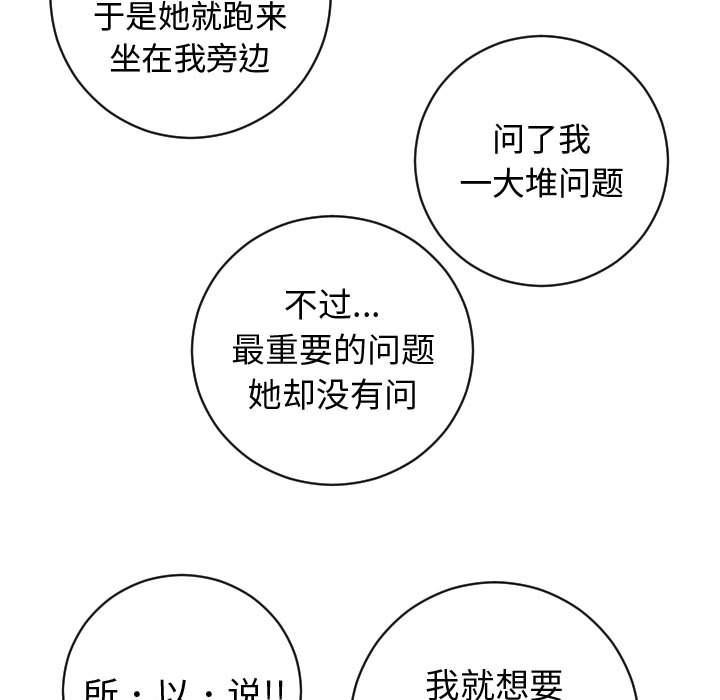 于是她就跑来
坐在我旁边
问了我
一大堆问题
不过...
最重要的问题
她却没有问
所·以·说!!
我就想要